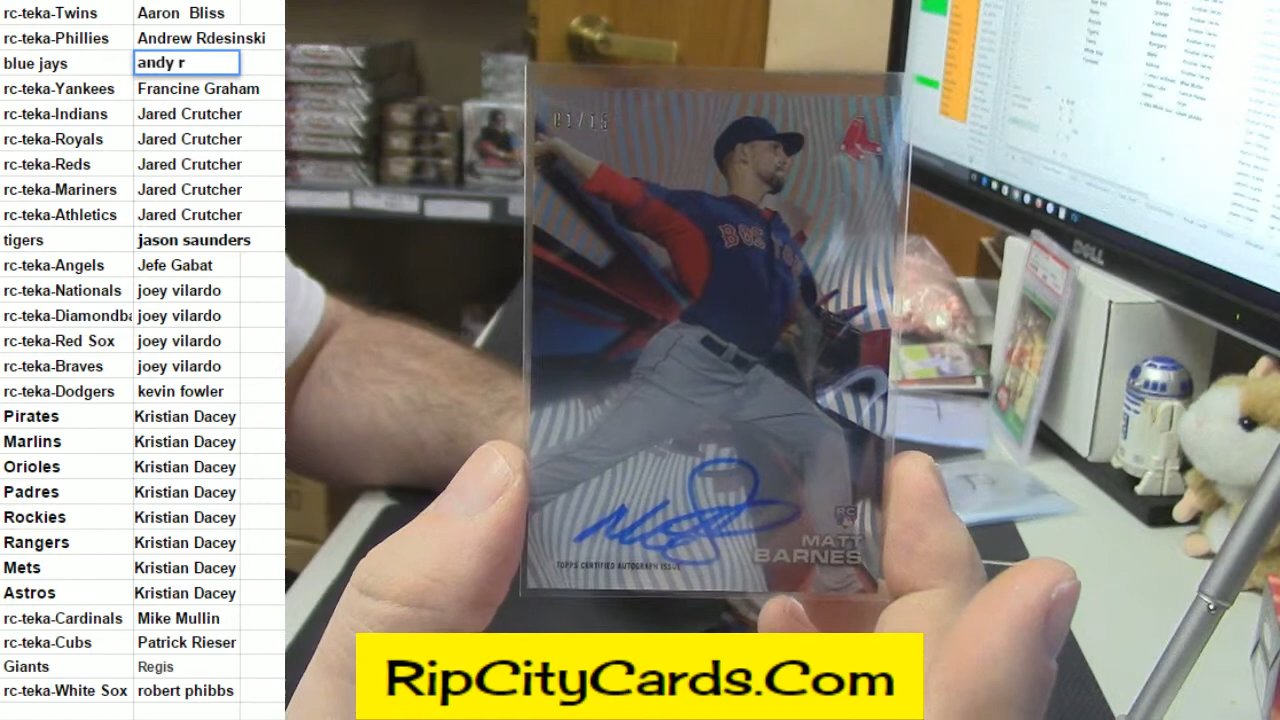 rc-teka-Twins Aaron Bliss
rc-teka-Phillies Andrew Rdesinski
blue jays andy r
rc-teka-Yankees Francine Graham
rc-teka-Indians Jared Crutcher
rc-teka-Royals Jared Crutcher
rc-teka-Reds Jared Crutcher
rc-teka-Mariners Jared Crutcher
rc-teka-Athletics Jared Crutcher
tigers jason saunders
rc-teka-Angels Jefe Gabat
rc-teka-Nationals joey vilardo
rc-teka-Diamondba joey vilardo
rc-teka-Red Sox joey vilardo
rc-teka-Braves joey vilardo
rc-teka-Dodgers kevin fowler
Pirates Kristian Dacey
Marlins Kristian Dacey
Orioles Kristian Dacey
Padres Kristian Dacey
Rockies Kristian Dacey
Rangers Kristian Dacey
Mets Kristian Dacey
Astros Kristian Dacey
rc-teka-Cardinals Mike Mullin
rc-teka-Cubs Patrick Rieser
Giants Regis
rc-teka-White Sox robert phibbs
01/15
BOSTON
RC
MATT
BARNES
TOPPS CERTIFIED AUTOGRAPH ISSUE
DELL
RipCityCards.Com